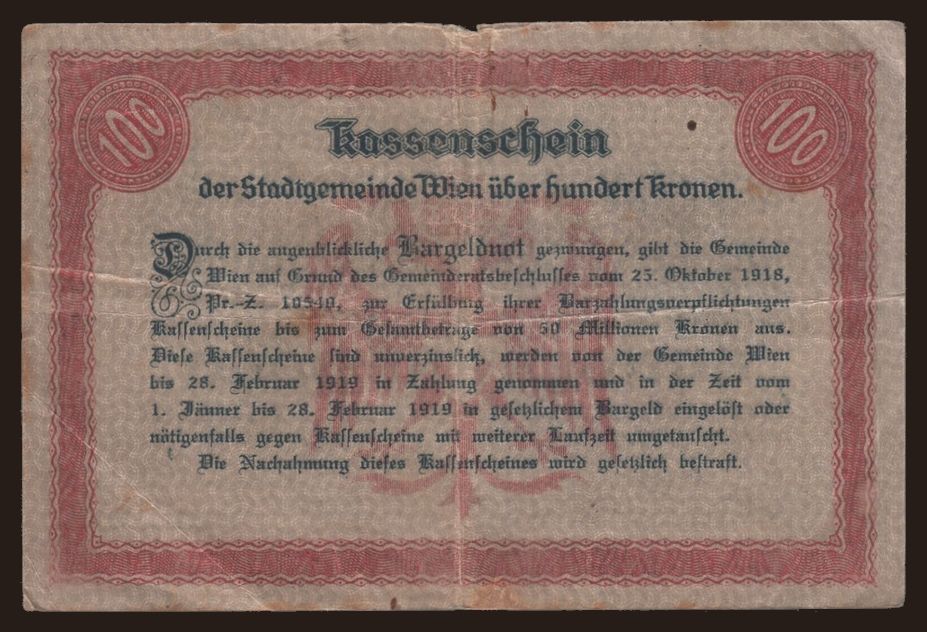 100 100
Kassenschein
der Stadtgemeinde Wien über hundert Kronen.
Durch die augenblickliche Bargeldnot gezwungen, gibt die Gemeinde
Wien auf Grund des Gemeinderatsbeschlusses vom 25. Oktober 1918,
Pr.-Z. 10540, zur Erfüllung ihrer Barzahlungsverpflichtungen
Kassenscheine bis zum Gesamtbetrage von 50 Millionen Kronen aus.
Diese Kassenscheine sind unverzinslich, werden von der Gemeinde Wien
bis 28. Februar 1919 in Zahlung genommen und in der Zeit vom
1. Jänner bis 28. Februar 1919 in gesetzlichem Bargeld eingelöst oder
nötigenfalls gegen Kassenscheine mit weiterer Laufzeit umgetauscht.
Die Nachahmung dieses Kassenscheines wird gesetzlich bestraft.